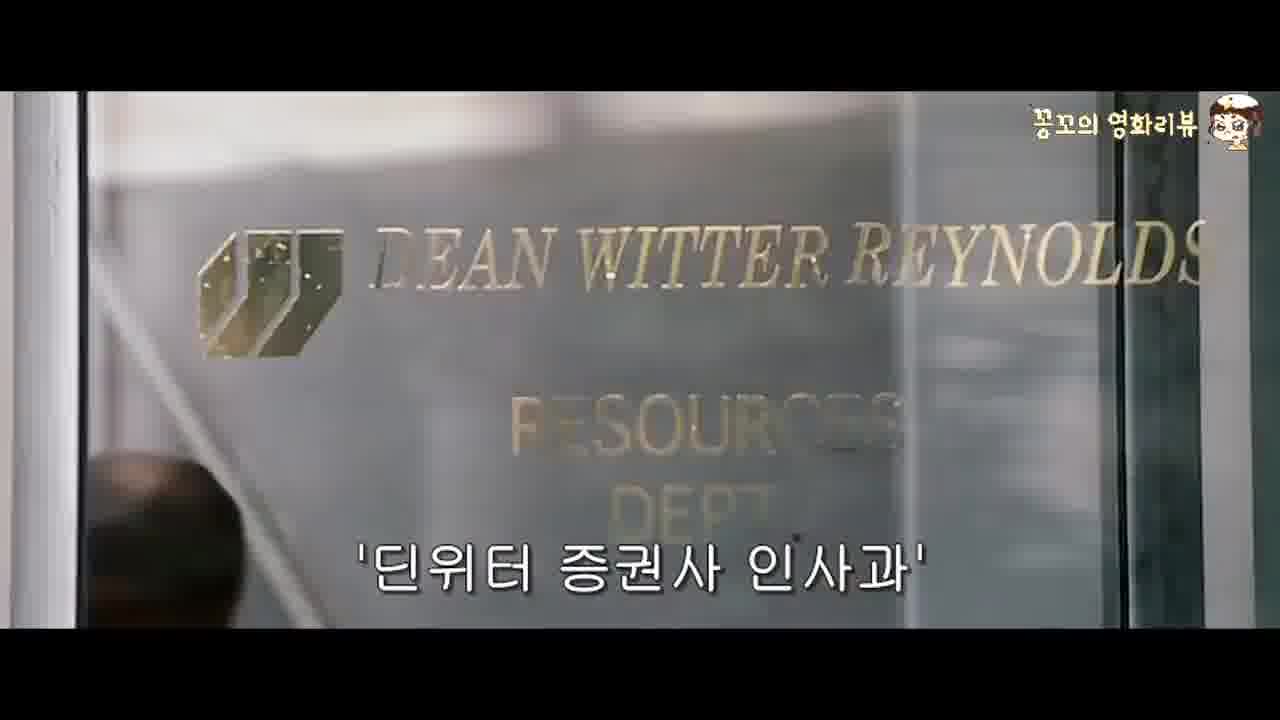 꽁꼬의 영화리뷰
DEAN WITTER REYNOLDS
RESOURCES
DEPT
'딘위터 증권사 인사과'